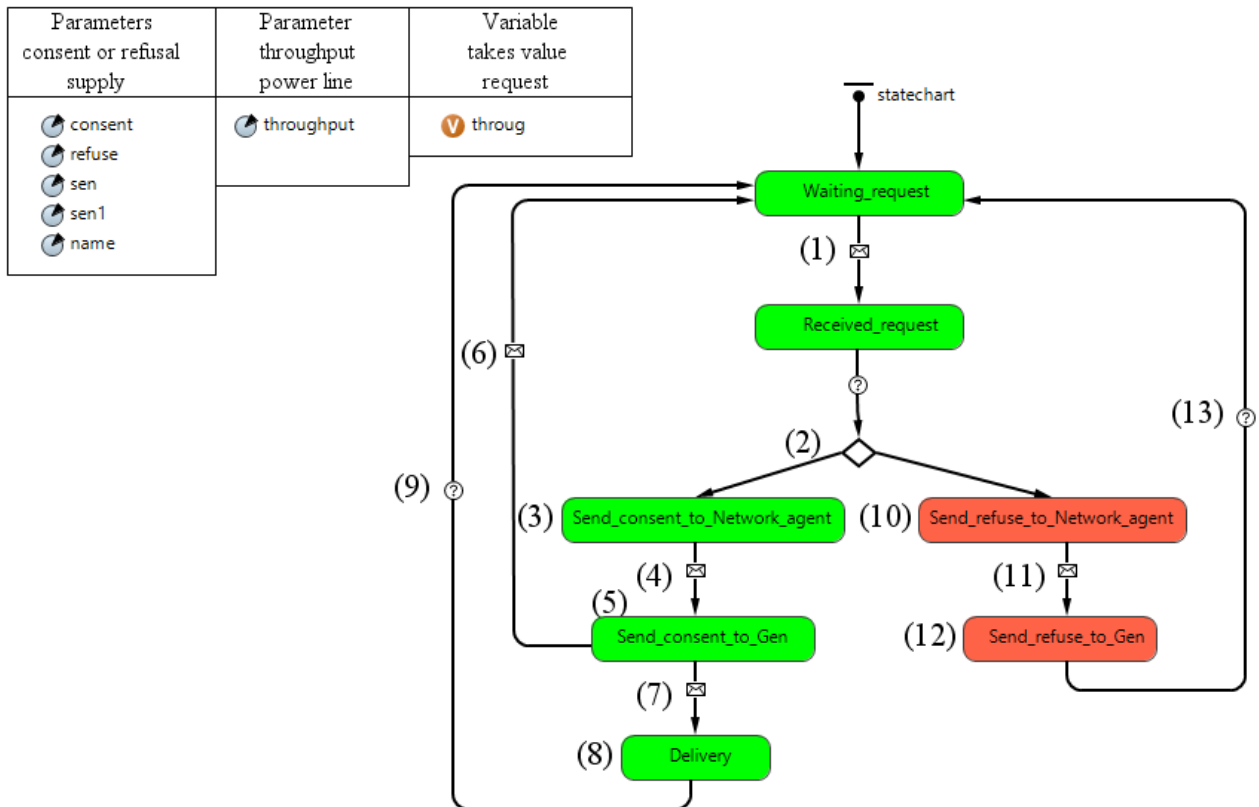 Parameters
consent or refusal
supply
Parameter
throughput
power line
Variable
takes value
request
consent
refuse
sen
sen1
name
throughput
V throug
statechart
Waiting_request
(1)
Received_request
(6)
? 
(13) ?
(2)
(9) ?
(3) Send_consent_to_Network_agent
(10) Send_refuse_to_Network_agent
(4)
(11)
(5)
Send_consent_to_Gen
(12) Send_refuse_to_Gen
(7)
(8) Delivery